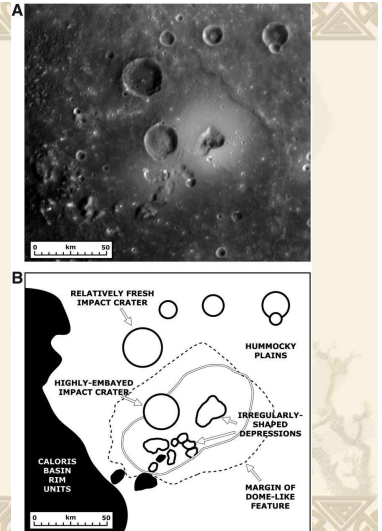 A
0 km 50
B
RELATIVELY FRESH
IMPACT CRATER
HUMMOCKY
PLAINS
HIGHLY-EMBAYED
IMPACT CRATER
IRREGULARLY-
SHAPED
DEPRESSIONS
CALORIS
BASIN
RIM
UNITS
MARGIN OF
DOME-LIKE
FEATURE
0 km 50